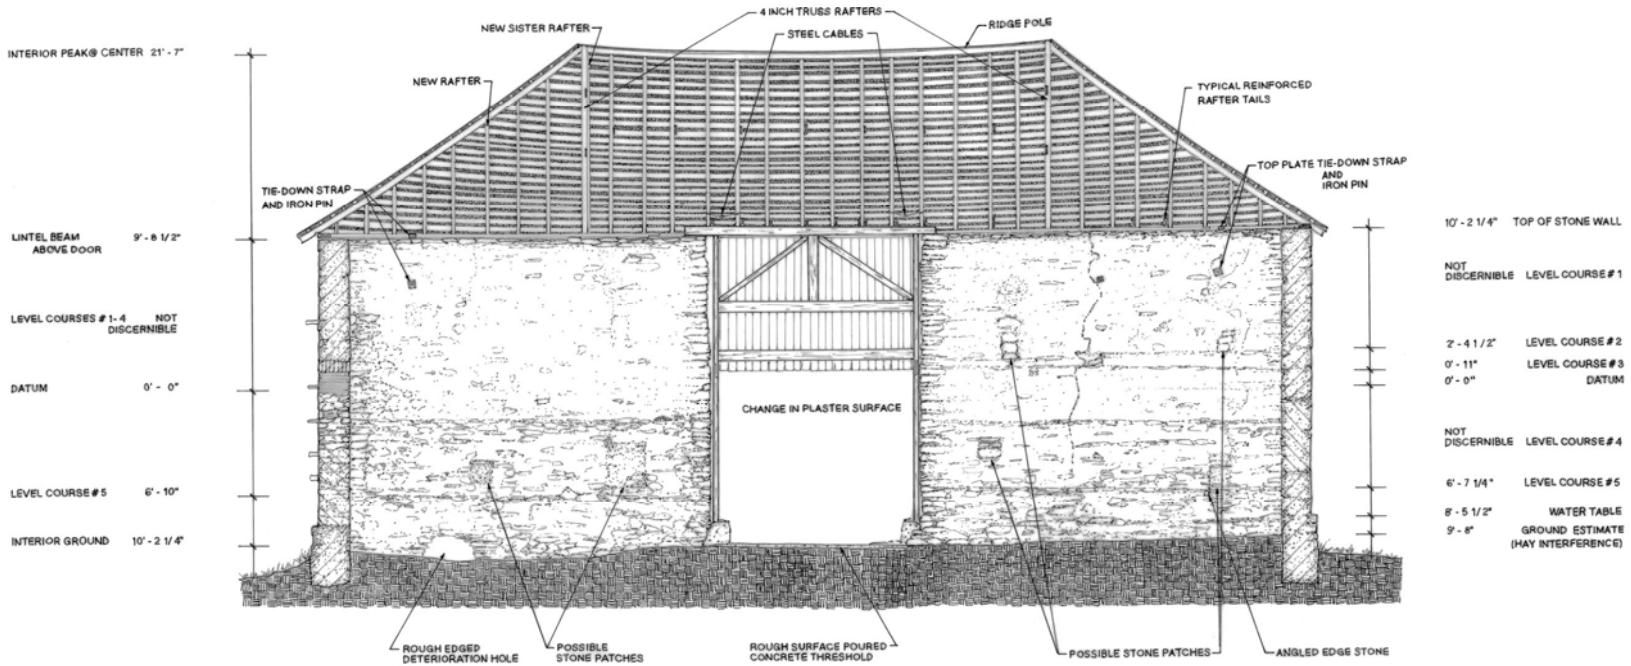 4 INCH TRUSS RAFTERS
NEW SISTER RAFTER
RIDGE POLE
STEEL CABLES
INTERIOR PEAK@ CENTER 21' - 7"
NEW RAFTER
TYPICAL REINFORCED
RAFTER TAILS
TOP PLATE TIE-DOWN STRAP
AND
IRON PIN
TIE-DOWN STRAP
AND IRON PIN
LINTEL BEAM 9' - 8 1/2"
ABOVE DOOR
10' - 2 1/4" TOP OF STONE WALL
NOT
DISCERNIBLE LEVEL COURSE # 1
LEVEL COURSES # 1- 4 NOT
DISCERNIBLE
2' - 4 1/2" LEVEL COURSE # 2
0' - 11" LEVEL COURSE # 3
0' - 0" DATUM
DATUM 0' - 0"
CHANGE IN PLASTER SURFACE
NOT
DISCERNIBLE LEVEL COURSE # 4
LEVEL COURSE # 5 6' - 10"
6' - 7 1/4" LEVEL COURSE # 5
8' - 5 1/2" WATER TABLE
9' - 8" GROUND ESTIMATE
(HAY INTERFERENCE)
INTERIOR GROUND 10' - 2 1/4"
ROUGH EDGED
DETERIORATION HOLE
POSSIBLE
STONE PATCHES
ROUGH SURFACE POURED
CONCRETE THRESHOLD
POSSIBLE STONE PATCHES
ANGLED EDGE STONE